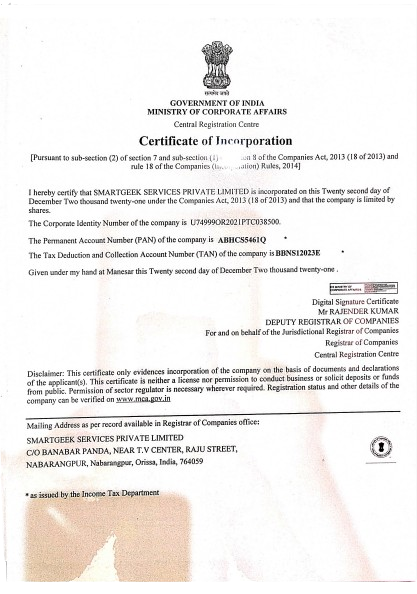 सत्यमेव जयते
GOVERNMENT OF INDIA
MINISTRY OF CORPORATE AFFAIRS
Central Registration Centre
Certificate of Incorporation
[Pursuant to sub-section (2) of section 7 and sub-section (1) 8 of the Companies Act, 2013 (18 of 2013) and
rule 18 of the Companies Rules, 2014]
I hereby certify that SMARTGEEK SERVICES PRIVATE LIMITED is incorporated on this Twenty second day of
December Two thousand twenty-one under the Companies Act, 2013 (18 of 2013) and that the company is limited by
shares.
The Corporate Identity Number of the company is U74999OR2021PTC038500.
The Permanent Account Number (PAN) of the company is ABHCS5461Q *
The Tax Deduction and Collection Account Number (TAN) of the company is BBNS12023E *
Given under my hand at Manesar this Twenty second day of December Two thousand twenty-one .
Digital Signature Certificate
Mr RAJENDER KUMAR
DEPUTY REGISTRAR OF COMPANIES
For and on behalf of the Jurisdictional Registrar of Companies
Registrar of Companies
Central Registration Centre
Disclaimer: This certificate only evidences incorporation of the company on the basis of documents and declarations
of the applicant(s). This certificate is neither a license nor permission to conduct business or solicit deposits or funds
from public. Permission of sector regulator is necessary wherever required. Registration status and other details of the
company can be verified on www.mca.gov.in
Mailing Address as per record available in Registrar of Companies office:
SMARTGEEK SERVICES PRIVATE LIMITED
C/O BANABAR PANDA, NEAR T.V CENTER, RAJU STREET,
NABARANGPUR, Nabarangpur, Orissa, India, 764059
* as issued by the Income Tax Department